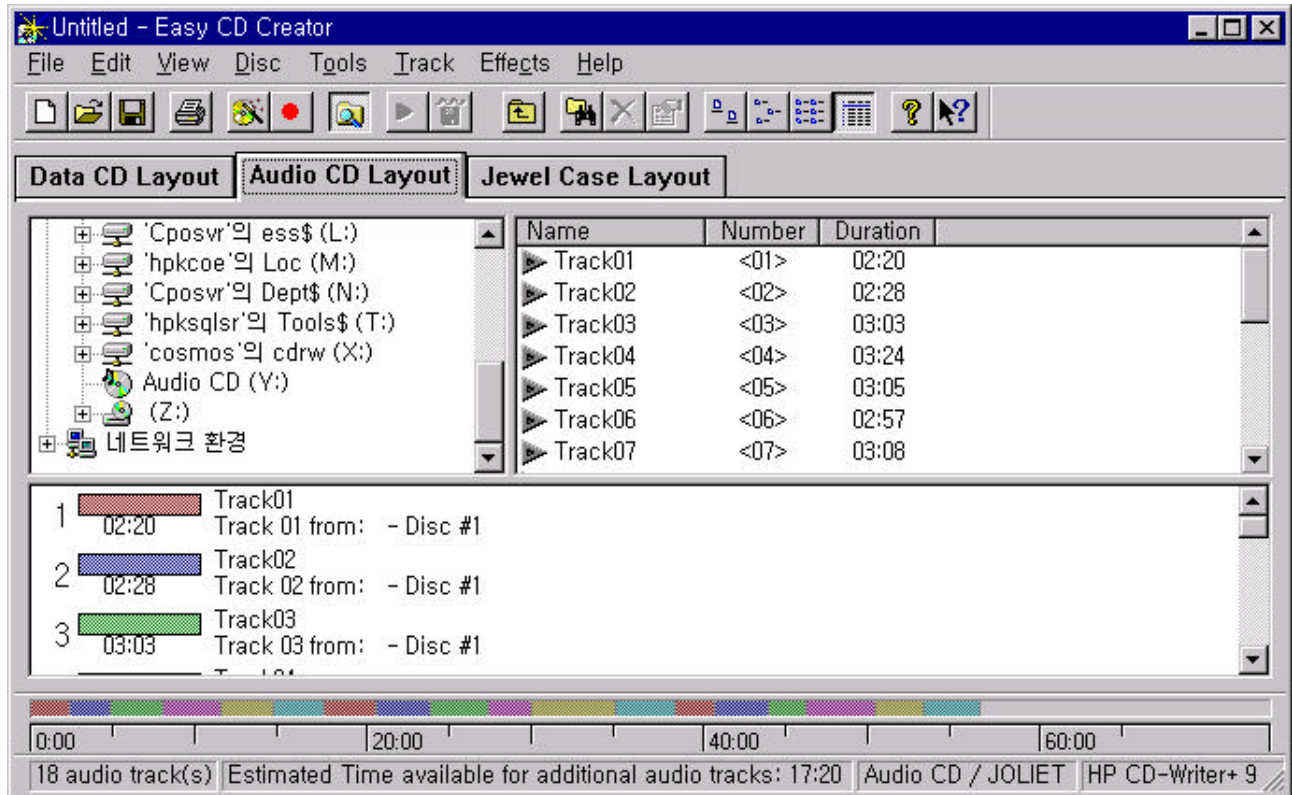 Untitled - Easy CD Creator
File Edit View Disc Tools Track Effects Help
Data CD Layout Audio CD Layout Jewel Case Layout
'Cposvr'의 ess$ (L:)
'hpkcoe'의 Loc (M:)
'Cposvr'의 Dept$ (N:)
'hpksqlsr'의 Tools$ (T:)
'cosmos'의 cdrw (X:)
Audio CD (Y:)
(Z:)
네트워크 환경
Name Number Duration
Track01 <01> 02:20
Track02 <02> 02:28
Track03 <03> 03:03
Track04 <04> 03:24
Track05 <05> 03:05
Track06 <06> 02:57
Track07 <07> 03:08
1 Track01
02:20 Track 01 from: - Disc #1
2 Track02
02:28 Track 02 from: - Disc #1
3 Track03
03:03 Track 03 from: - Disc #1
0:00 20:00 40:00 60:00
18 audio track(s) Estimated Time available for additional audio tracks: 17:20 Audio CD / JOLIET HP CD-Writer+ 9